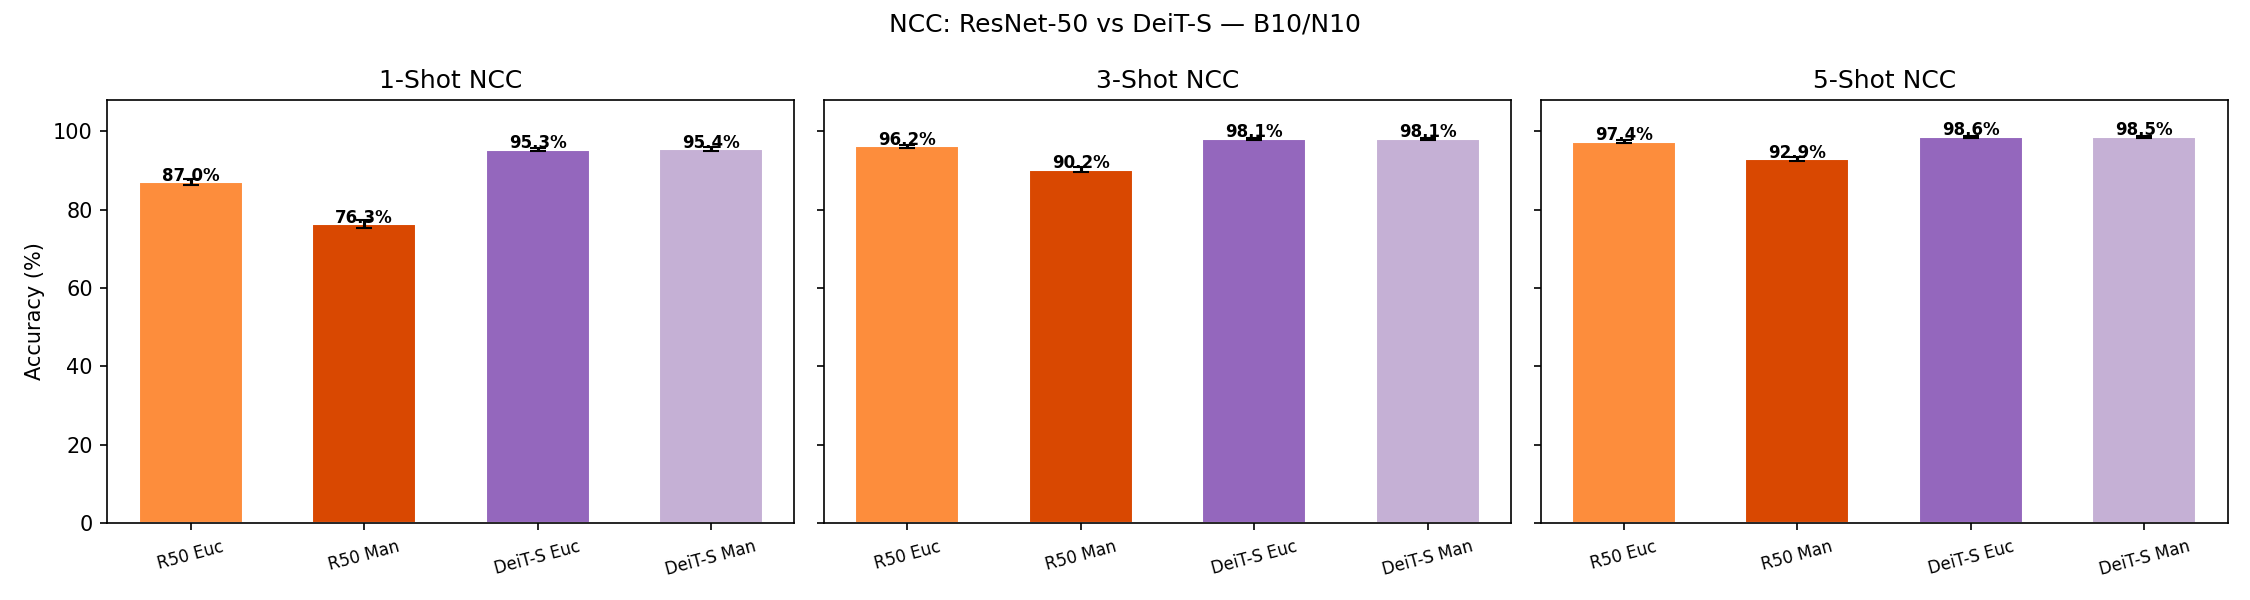 NCC: ResNet-50 vs DeiT-S — B10/N10
1-Shot NCC
Accuracy (%)
100
80
60
40
20
0
87.0%
76.3%
95.3%
95.4%
R50 Euc
R50 Man
DeiT-S Euc
DeiT-S Man
3-Shot NCC
96.2%
90.2%
98.1%
98.1%
R50 Euc
R50 Man
DeiT-S Euc
DeiT-S Man
5-Shot NCC
97.4%
92.9%
98.6%
98.5%
R50 Euc
R50 Man
DeiT-S Euc
DeiT-S Man